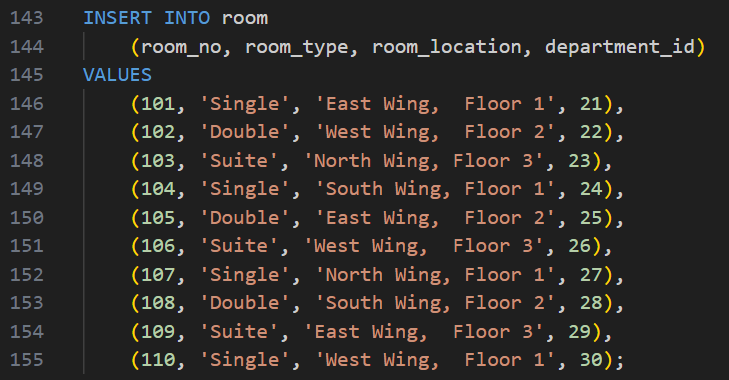 143 INSERT INTO room
144     (room_no, room_type, room_location, department_id)
145 VALUES
146     (101, 'Single', 'East Wing,  Floor 1', 21),
147     (102, 'Double', 'West Wing,  Floor 2', 22),
148     (103, 'Suite', 'North Wing, Floor 3', 23),
149     (104, 'Single', 'South Wing, Floor 1', 24),
150     (105, 'Double', 'East Wing,  Floor 2', 25),
151     (106, 'Suite', 'West Wing,  Floor 3', 26),
152     (107, 'Single', 'North Wing, Floor 1', 27),
153     (108, 'Double', 'South Wing, Floor 2', 28),
154     (109, 'Suite', 'East Wing,  Floor 3', 29),
155     (110, 'Single', 'West Wing,  Floor 1', 30);